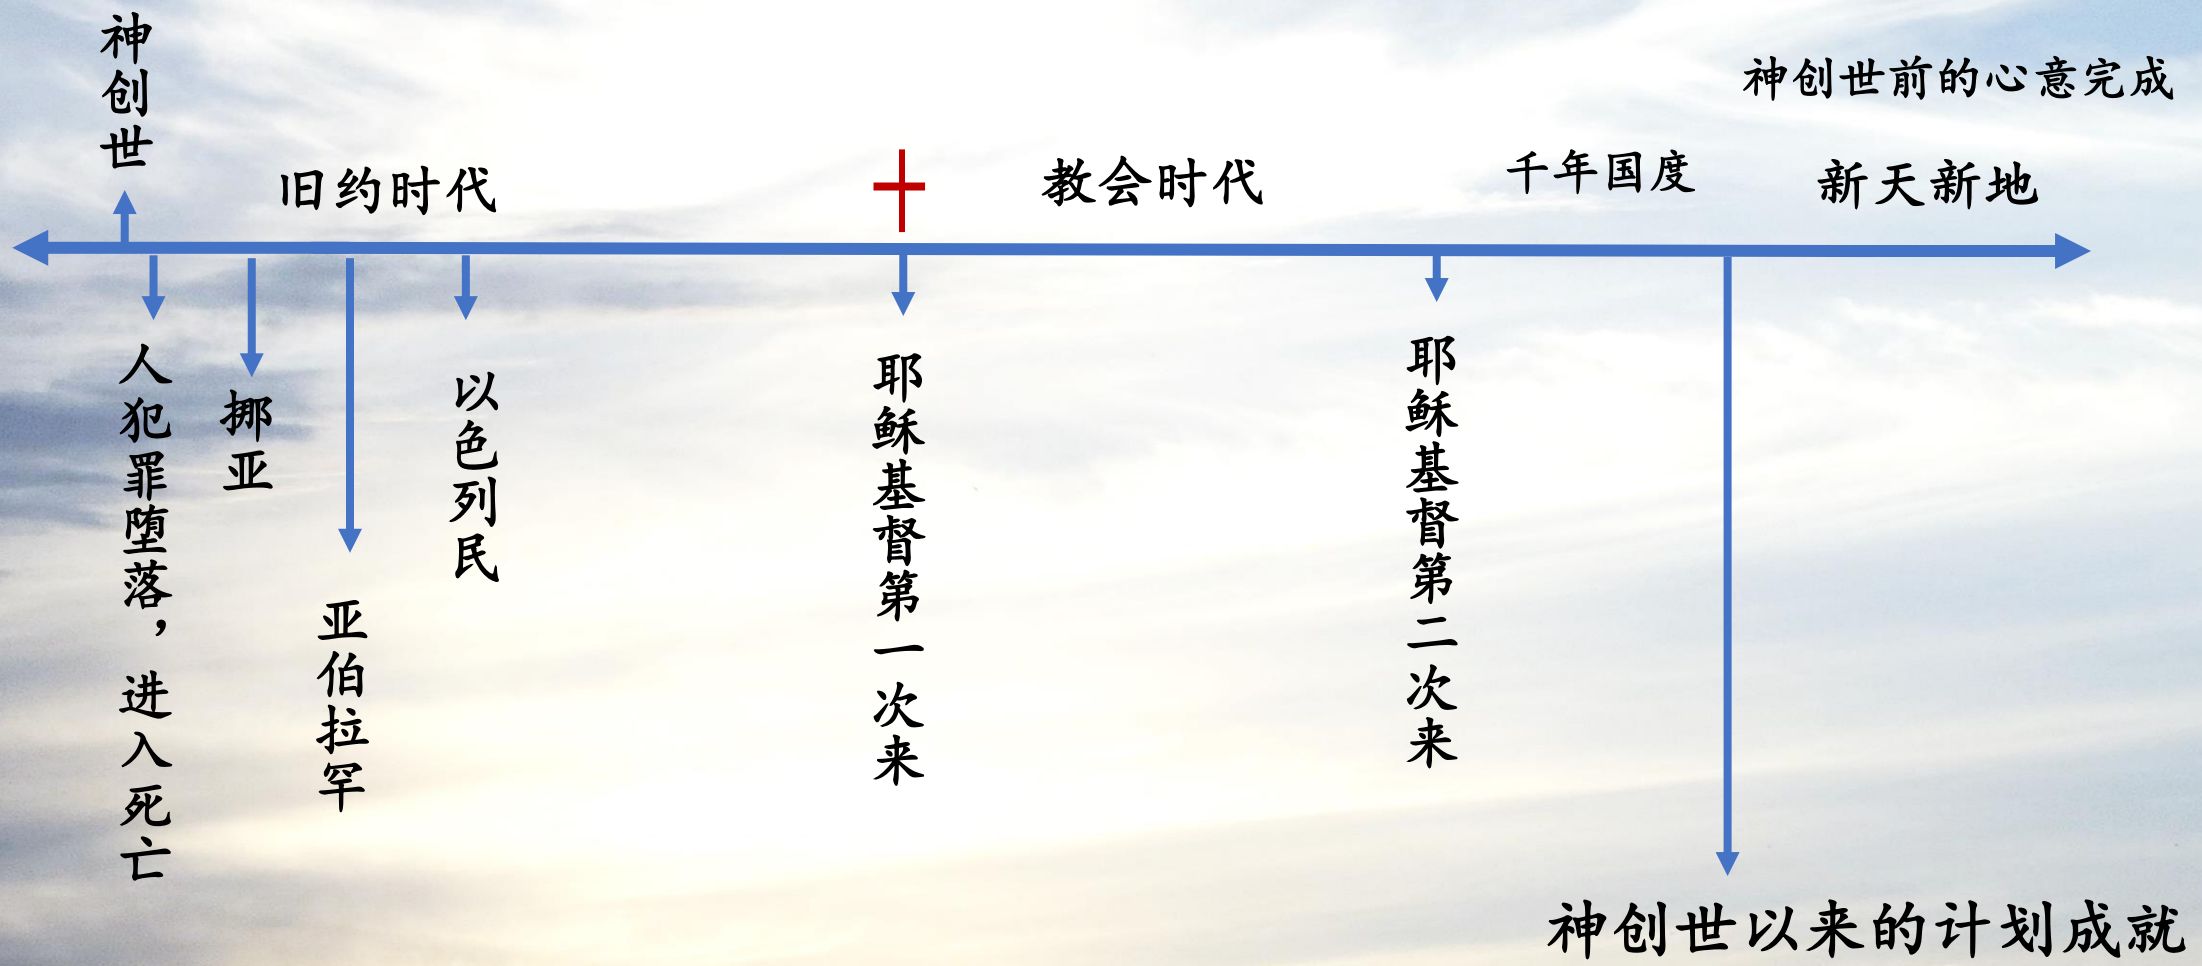 神创世
神创世前的心意完成
旧约时代
教会时代
千年国度
新天新地
人犯罪堕落，进入死亡
挪亚
亚伯拉罕
以色列民
耶稣基督第一次来
耶稣基督第二次来
神创世以来的计划成就